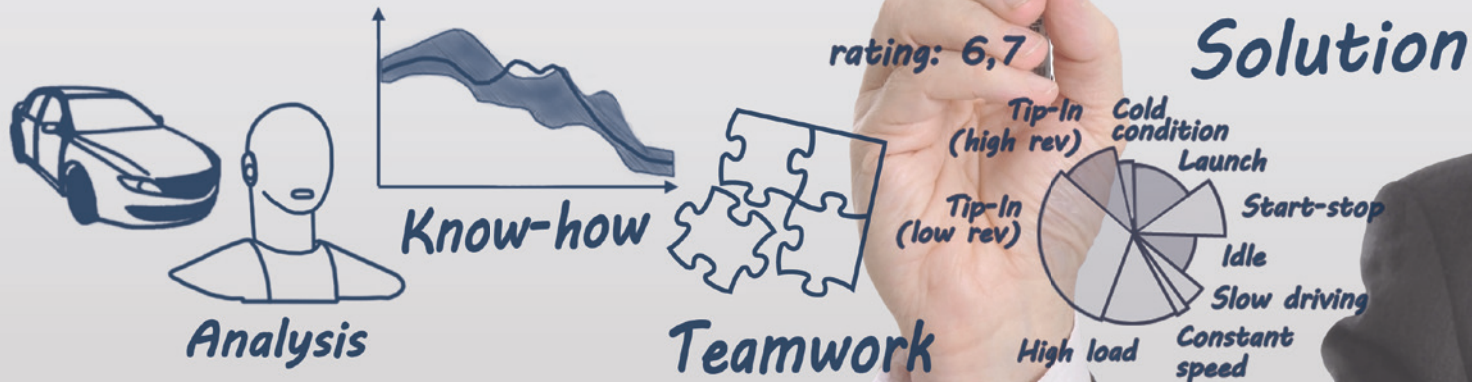 Analysis
Know-how
Teamwork
rating: 6,7
Solution
Tip-In
(high rev)
Cold
condition
Launch
Start-stop
Idle
Slow driving
Constant
speed
High load
Tip-In
(low rev)